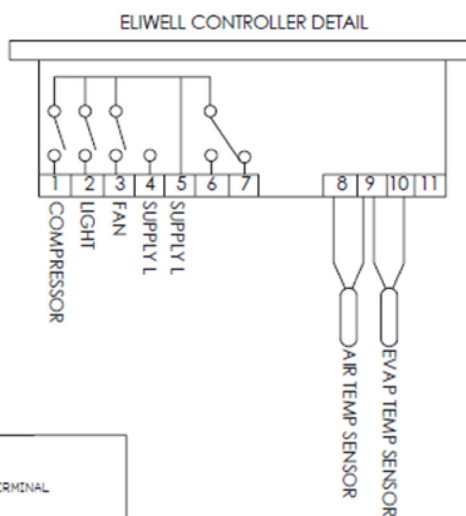 ELIWELL CONTROLLER DETAIL
1 2 3 4 5 6 7 8 9 10 11
COMPRESSOR
LIGHT
FAN
SUPPLY L
SUPPLY L
AIR TEMP SENSOR
EVAP TEMP SENSOR